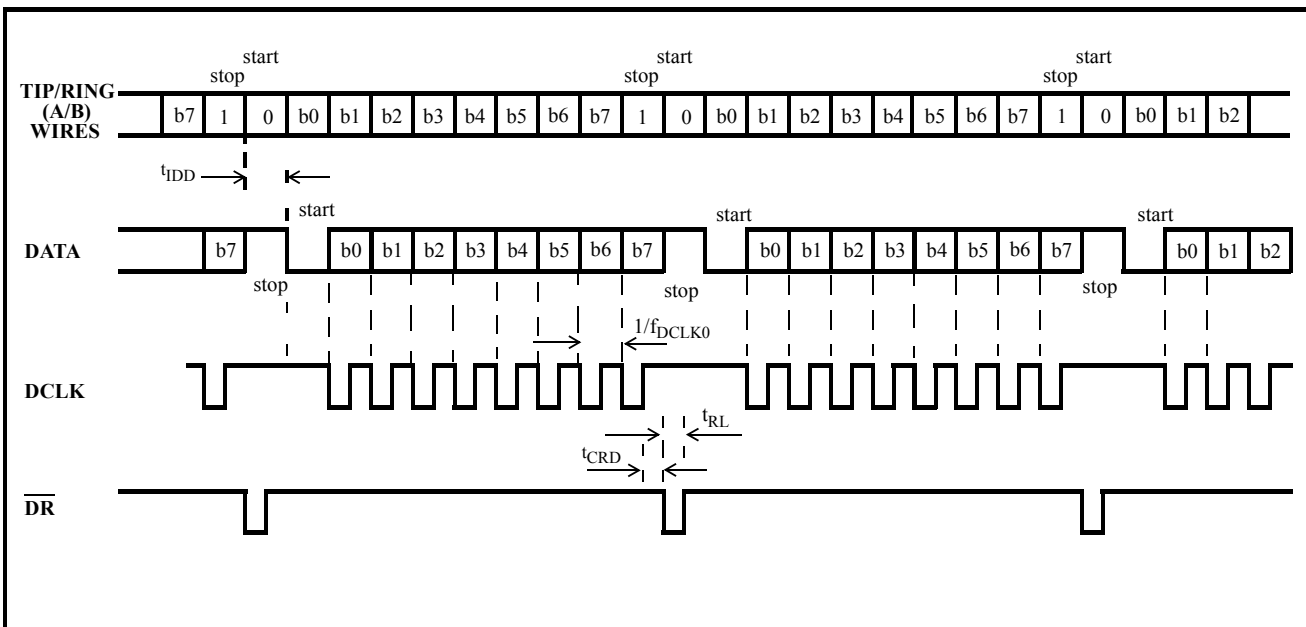 start start start
stop stop stop
TIP/RING
(A/B)
WIRES
b7 1 0 b0 b1 b2 b3 b4 b5 b6 b7 1 0 b0 b1 b2 b3 b4 b5 b6 b7 1 0 b0 b1 b2
tIDD
start start start
DATA b7 b0 b1 b2 b3 b4 b5 b6 b7 b0 b1 b2 b3 b4 b5 b6 b7 b0 b1 b2
stop stop stop
1/fDCLK0
DCLK
tRL
tCRD
DR